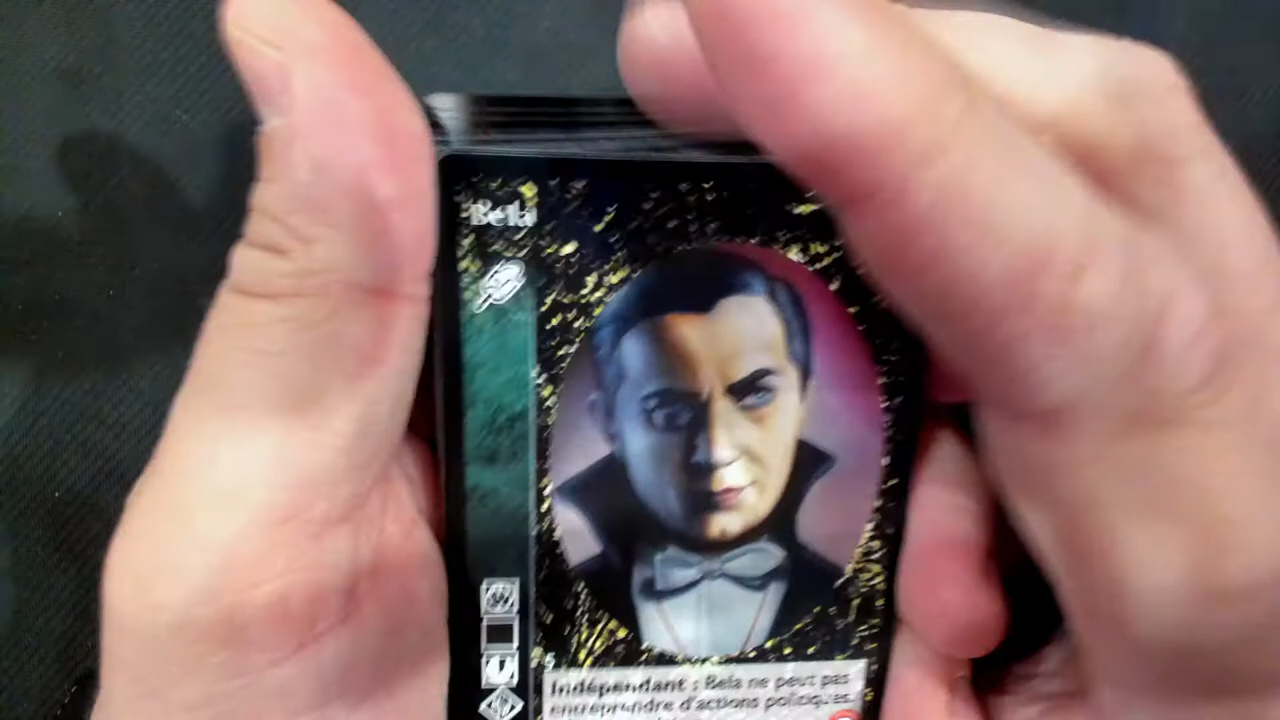 Bela
Indépendant : Bela ne peut pas
entreprendre d'actions politiques